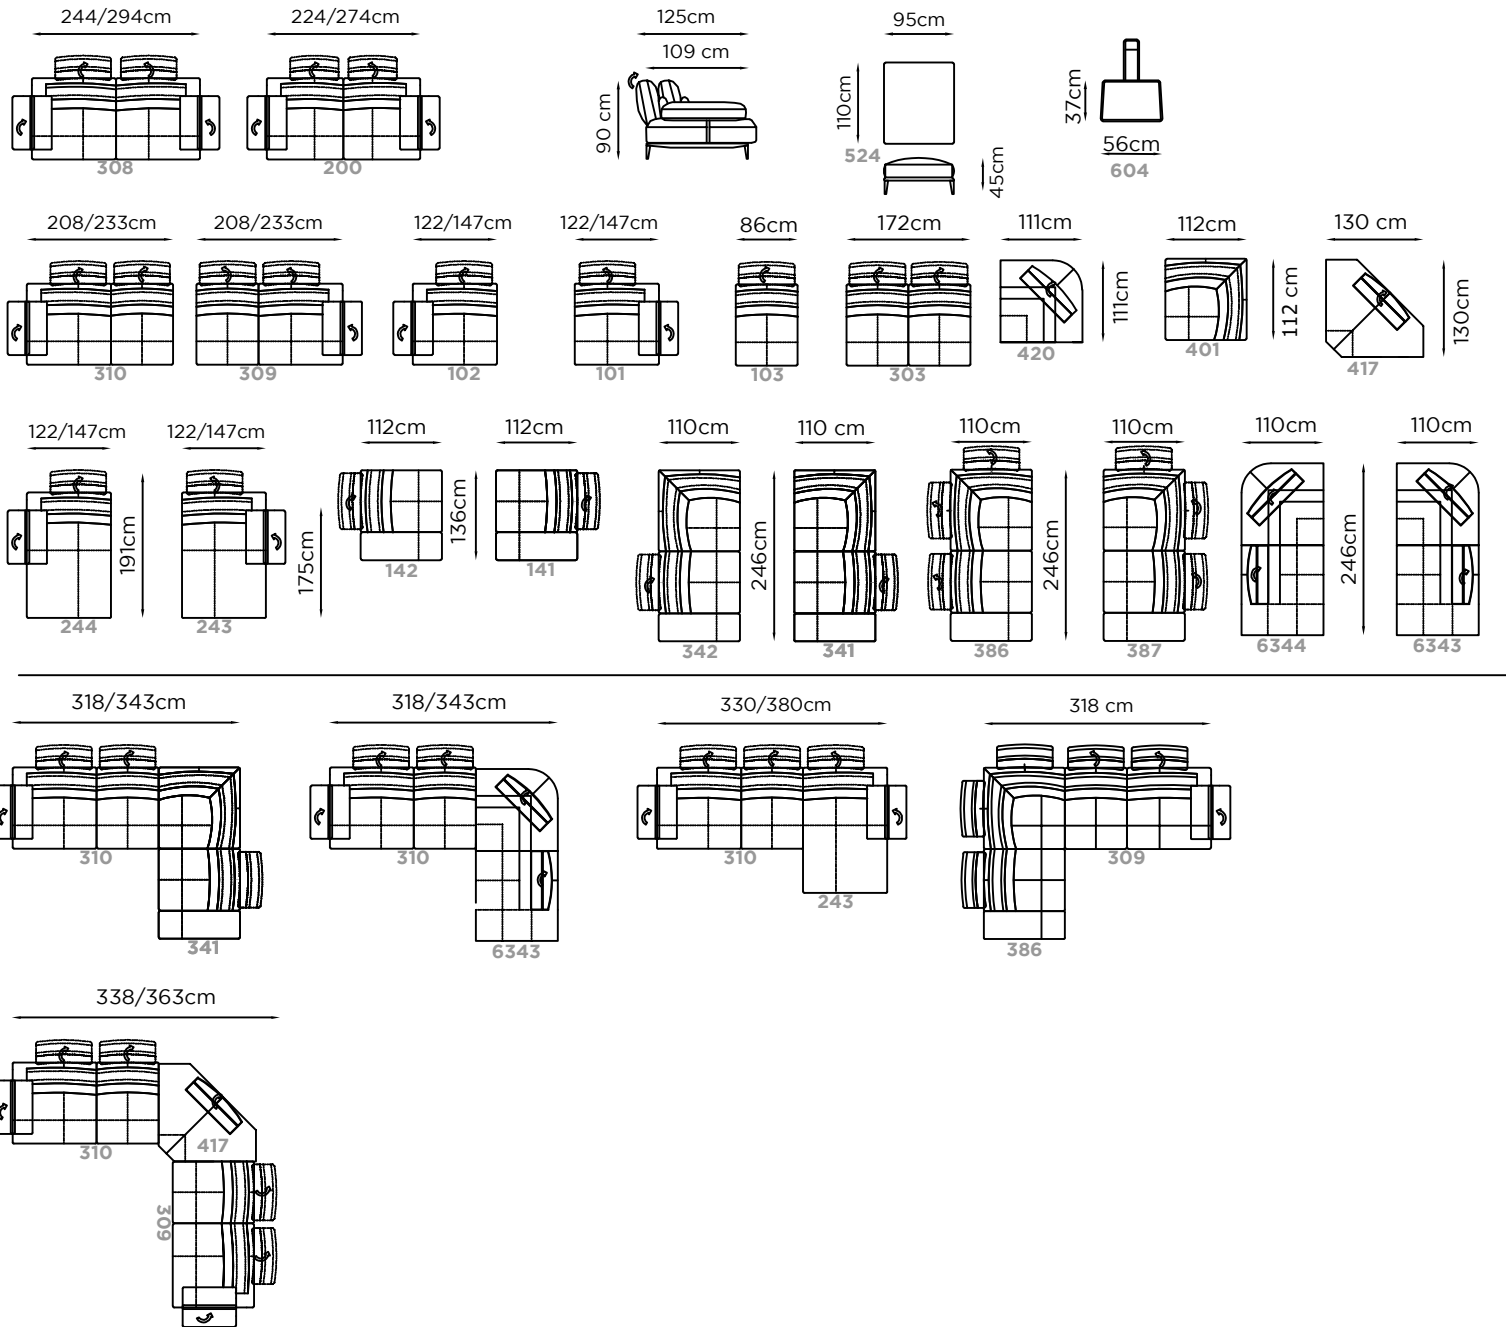 244/294cm
224/274cm
125cm
109 cm
90 cm
95cm
110cm
45cm
37cm
56cm
308
200
524
604
208/233cm
208/233cm
122/147cm
122/147cm
86cm
172cm
111cm
111cm
112cm
112 cm
130 cm
130cm
310
309
102
101
103
303
420
401
417
122/147cm
122/147cm
112cm
112cm
110cm
110 cm
110cm
110cm
110cm
110cm
191cm
175cm
136cm
246cm
246cm
246cm
244
243
142
141
342
341
386
387
6344
6343
318/343cm
318/343cm
330/380cm
318 cm
310
341
310
6343
310
243
309
386
338/363cm
310
417
309